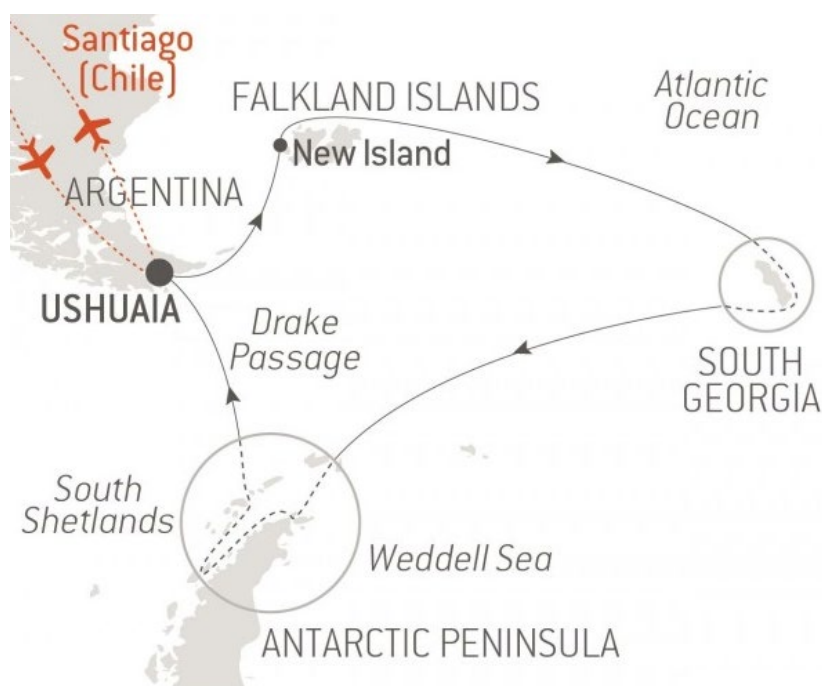 Santiago
(Chile)
FALKLAND ISLANDS
Atlantic
Ocean
New Island
ARGENTINA
USHUAIA
Drake
Passage
SOUTH
GEORGIA
South
Shetlands
Weddell Sea
ANTARCTIC PENINSULA